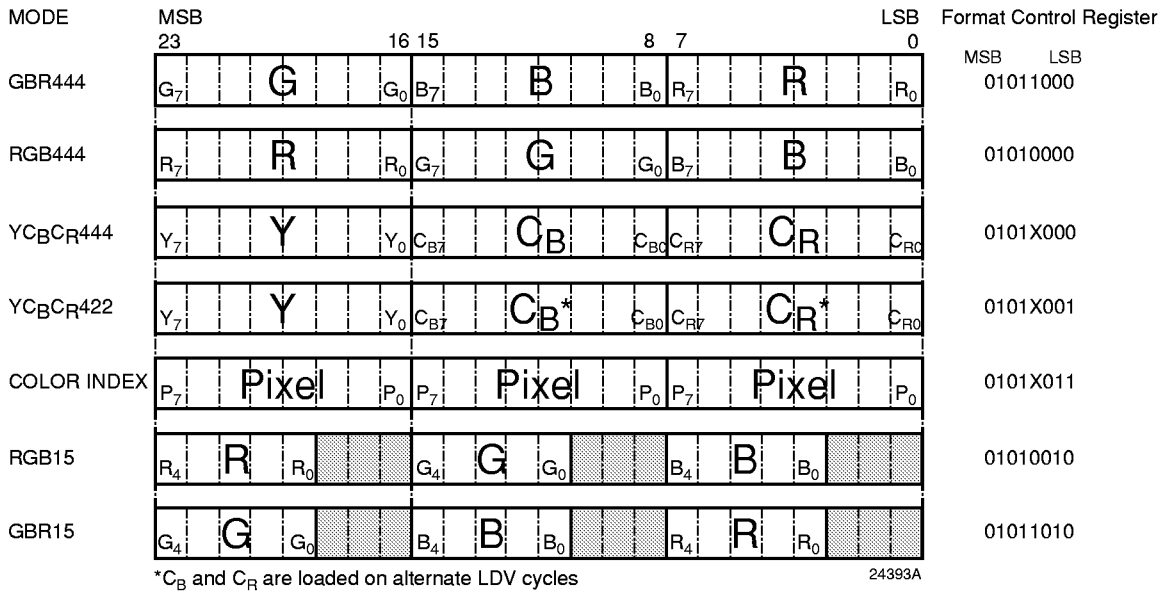 MODE MSB LSB Format Control Register
23 16 15 8 7 0 MSB LSB
GBR444 G7 G G0 B7 B B0 R7 R R0 01011000
RGB444 R7 R R0 G7 G G0 B7 B B0 01010000
YCBCR444 Y7 Y Y0 CB7 CB CB0 CR7 CR CR0 0101X000
YCBCR422 Y7 Y Y0 CB7 CB* CB0 CR7 CR* CR0 0101X001
COLOR INDEX P7 Pixel P0 P7 Pixel P0 P7 Pixel P0 0101X011
RGB15 R4 R R0 G4 G G0 B4 B B0 01010010
GBR15 G4 G G0 B4 B B0 R4 R R0 01011010
*CB and CR are loaded on alternate LDV cycles 24393A